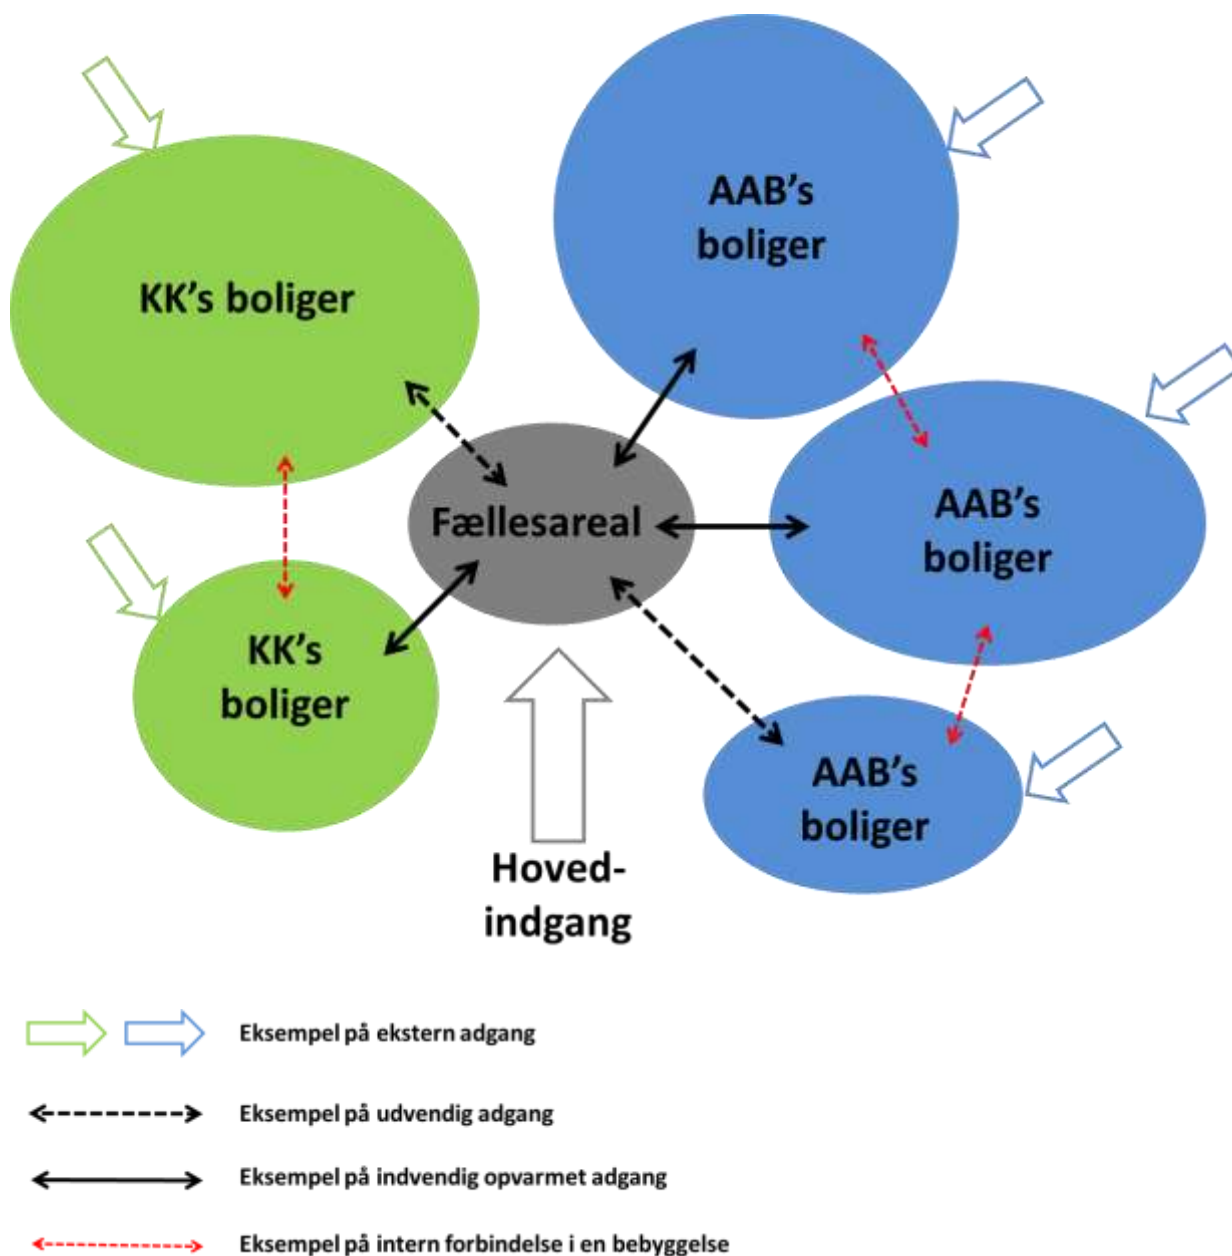 AAB's
boliger
KK's boliger
Fællesareal
AAB's
boliger
KK's
boliger
AAB's
boliger
Hoved-
indgang
Eksempel på ekstern adgang
Eksempel på udvendig adgang
Eksempel på indvendig opvarmet adgang
Eksempel på intern forbindelse i en bebyggelse